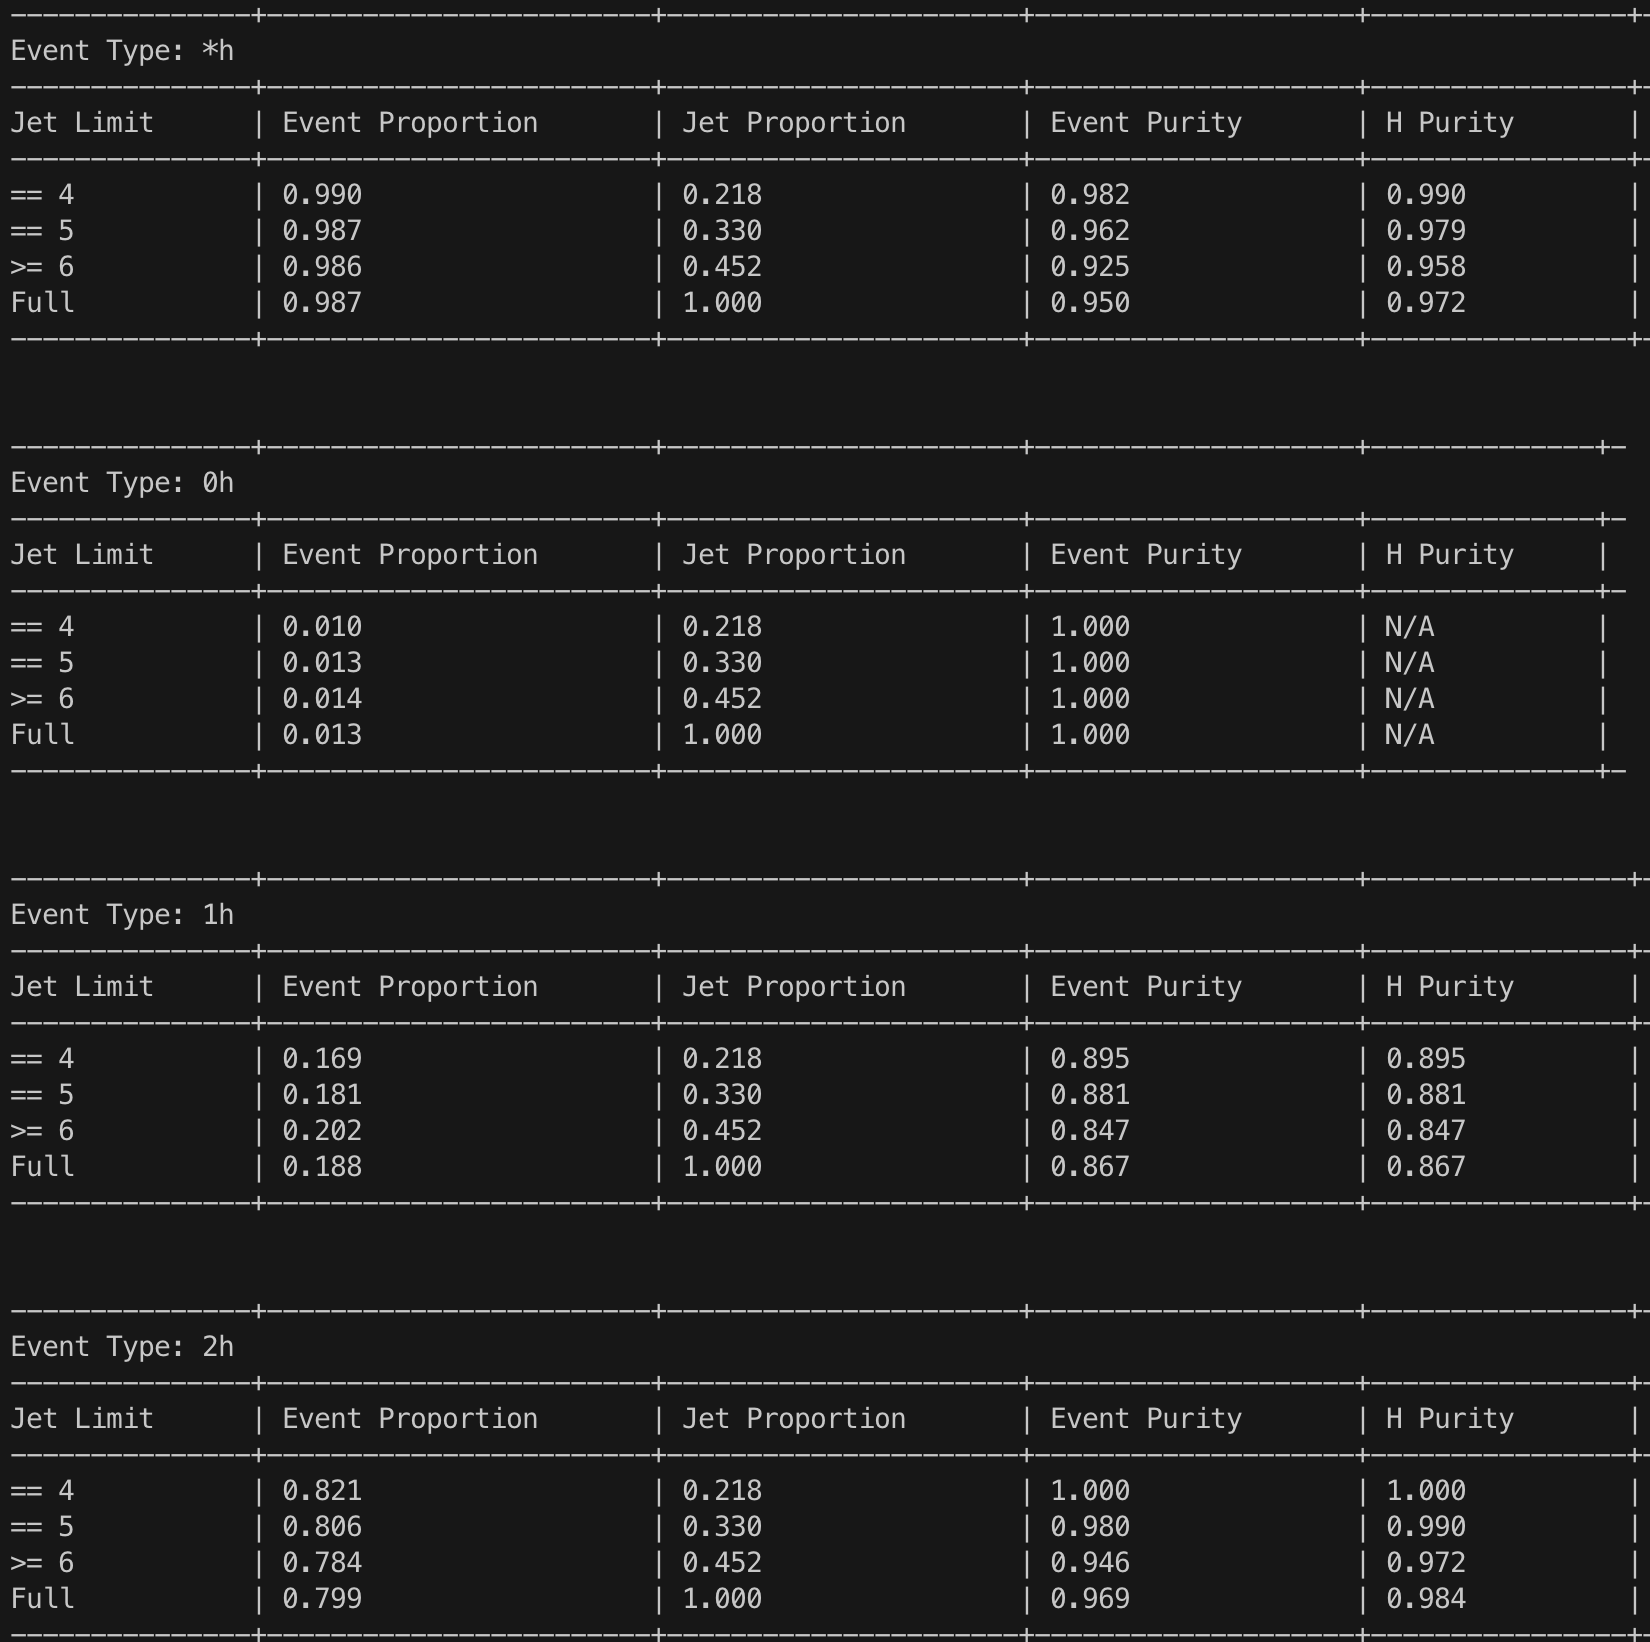 ---------------+------------------------+----------------------+--------------------+----------------+-
Event Type: *h
---------------+------------------------+----------------------+--------------------+----------------+-
Jet Limit      | Event Proportion       | Jet Proportion       | Event Purity       | H Purity       |
---------------+------------------------+----------------------+--------------------+----------------+-
== 4           | 0.990                  | 0.218                | 0.982              | 0.990          |
== 5           | 0.987                  | 0.330                | 0.962              | 0.979          |
>= 6           | 0.986                  | 0.452                | 0.925              | 0.958          |
Full           | 0.987                  | 1.000                | 0.950              | 0.972          |
---------------+------------------------+----------------------+--------------------+----------------+-
---------------+------------------------+----------------------+--------------------+--------------+-
Event Type: 0h
---------------+------------------------+----------------------+--------------------+--------------+-
Jet Limit      | Event Proportion       | Jet Proportion       | Event Purity       | H Purity     |
---------------+------------------------+----------------------+--------------------+--------------+-
== 4           | 0.010                  | 0.218                | 1.000              | N/A          |
== 5           | 0.013                  | 0.330                | 1.000              | N/A          |
>= 6           | 0.014                  | 0.452                | 1.000              | N/A          |
Full           | 0.013                  | 1.000                | 1.000              | N/A          |
---------------+------------------------+----------------------+--------------------+--------------+-
---------------+------------------------+----------------------+--------------------+----------------+-
Event Type: 1h
---------------+------------------------+----------------------+--------------------+----------------+-
Jet Limit      | Event Proportion       | Jet Proportion       | Event Purity       | H Purity       |
---------------+------------------------+----------------------+--------------------+----------------+-
== 4           | 0.169                  | 0.218                | 0.895              | 0.895          |
== 5           | 0.181                  | 0.330                | 0.881              | 0.881          |
>= 6           | 0.202                  | 0.452                | 0.847              | 0.847          |
Full           | 0.188                  | 1.000                | 0.867              | 0.867          |
---------------+------------------------+----------------------+--------------------+----------------+-
---------------+------------------------+----------------------+--------------------+----------------+-
Event Type: 2h
---------------+------------------------+----------------------+--------------------+----------------+-
Jet Limit      | Event Proportion       | Jet Proportion       | Event Purity       | H Purity       |
---------------+------------------------+----------------------+--------------------+----------------+-
== 4           | 0.821                  | 0.218                | 1.000              | 1.000          |
== 5           | 0.806                  | 0.330                | 0.980              | 0.990          |
>= 6           | 0.784                  | 0.452                | 0.946              | 0.972          |
Full           | 0.799                  | 1.000                | 0.969              | 0.984          |
---------------+------------------------+----------------------+--------------------+----------------+-